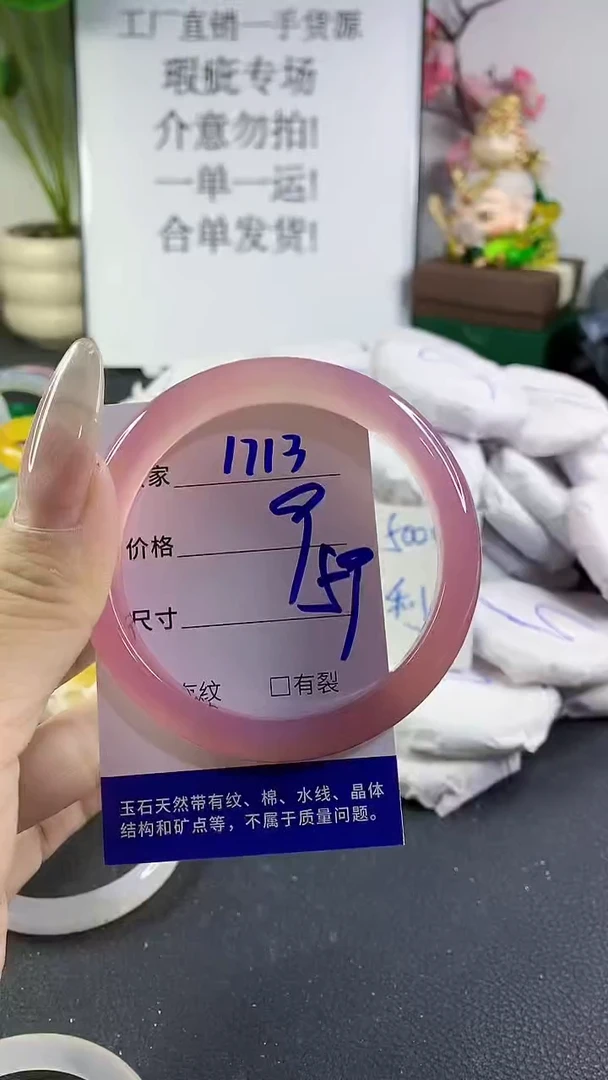 工厂直销一手货源
瑕疵专场
介意勿拍!
一单一运!
合单发货!
家 1713
价格 9
尺寸 59
纹 □有裂
玉石天然带有纹、棉、水线、晶体
结构和矿点等，不属于质量问题。